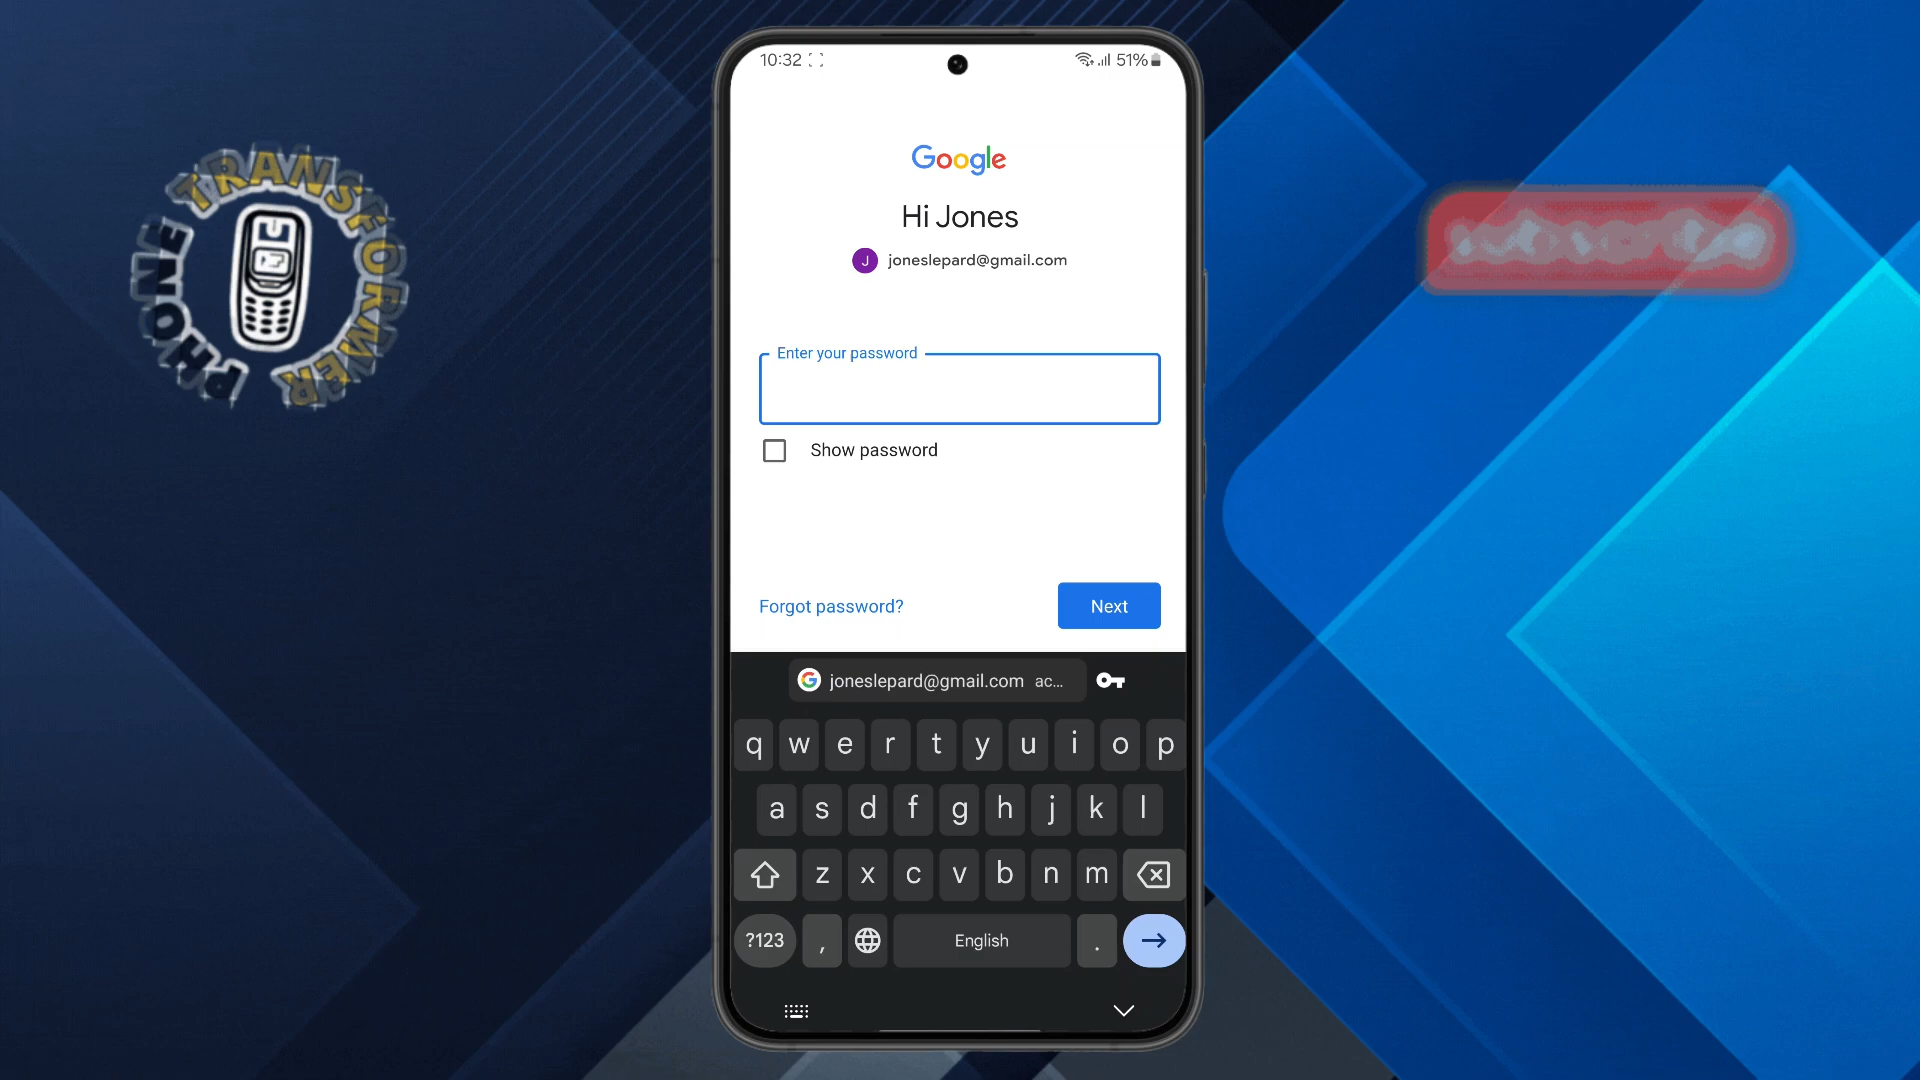 PHONE TRANSFORMER
10:32
51%
Google
Hi Jones
J joneslepard@gmail.com
Enter your password
Show password
Forgot password?
Next
G joneslepard@gmail.com ac...
q w e r t y u i o p
a s d f g h j k l
z x c v b n m
?123 , English .